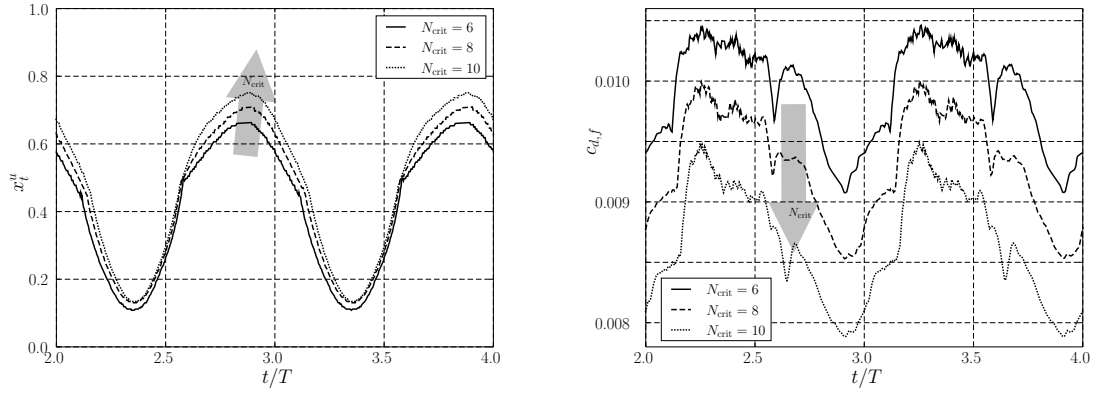 1.0
0.8
0.6
0.4
0.2
0.0
x_t^u
2.0 2.5 3.0 3.5 4.0
t/T
N_crit = 6
N_crit = 8
N_crit = 10
N_crit
0.010
0.009
0.008
c_{d,f}
2.0 2.5 3.0 3.5 4.0
t/T
N_crit = 6
N_crit = 8
N_crit = 10
N_crit